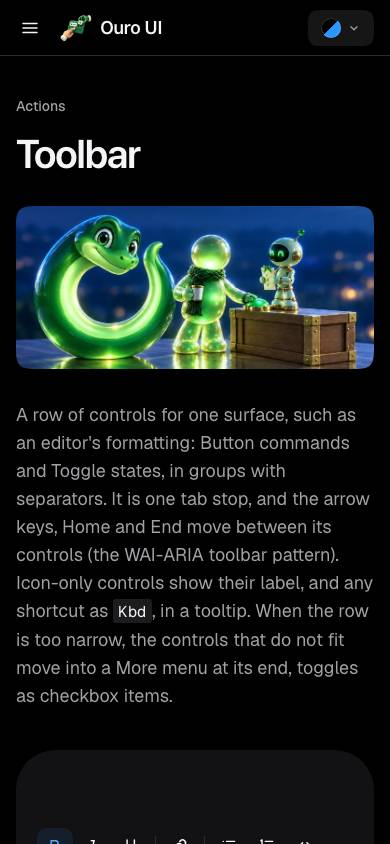 Ouro UI
Actions
Toolbar
A row of controls for one surface, such as
an editor's formatting: Button commands
and Toggle states, in groups with
separators. It is one tab stop, and the arrow
keys, Home and End move between its
controls (the WAI-ARIA toolbar pattern).
Icon-only controls show their label, and any
shortcut as Kbd, in a tooltip. When the row
is too narrow, the controls that do not fit
move into a More menu at its end, toggles
as checkbox items.